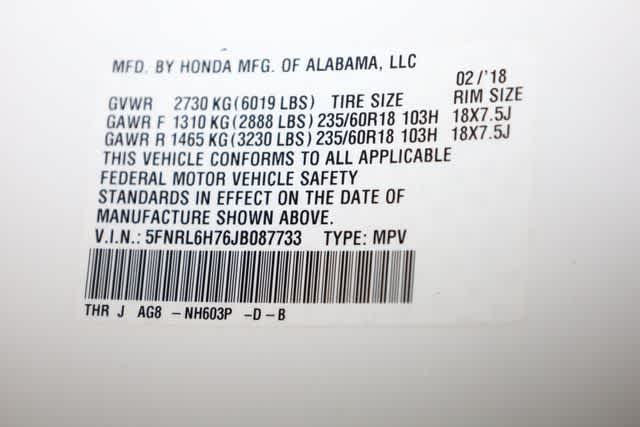 MFD. BY HONDA MFG. OF ALABAMA, LLC
02/'18
GVWR 2730 KG(6019 LBS) TIRE SIZE RIM SIZE
GAWR F 1310 KG(2888 LBS) 235/60R18 103H 18X7.5J
GAWR R 1465 KG(3230 LBS) 235/60R18 103H 18X7.5J
THIS VEHICLE CONFORMS TO ALL APPLICABLE
FEDERAL MOTOR VEHICLE SAFETY
STANDARDS IN EFFECT ON THE DATE OF
MANUFACTURE SHOWN ABOVE.
V.I.N.: 5FNRL6H76JB087733 TYPE: MPV
THR J AG8 -NH603P -D-B